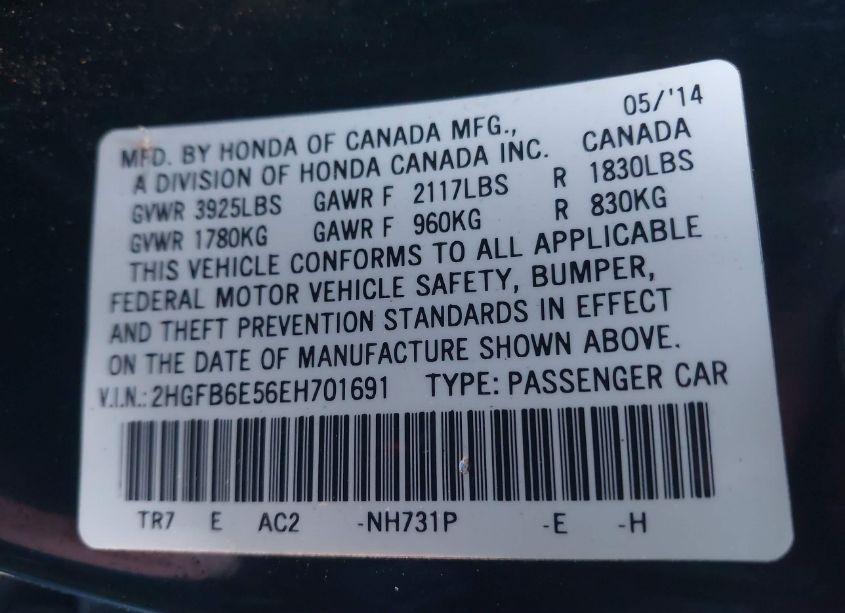 05/'14
MFD. BY HONDA OF CANADA MFG., CANADA
A DIVISION OF HONDA CANADA INC.
GVWR 3925LBS GAWR F 2117LBS R 1830LBS
GVWR 1780KG GAWR F 960KG R 830KG
THIS VEHICLE CONFORMS TO ALL APPLICABLE
FEDERAL MOTOR VEHICLE SAFETY, BUMPER,
AND THEFT PREVENTION STANDARDS IN EFFECT
ON THE DATE OF MANUFACTURE SHOWN ABOVE.
V.I.N.: 2HGFB6E56EH701691 TYPE: PASSENGER CAR
TR7 E AC2 -NH731P -E -H